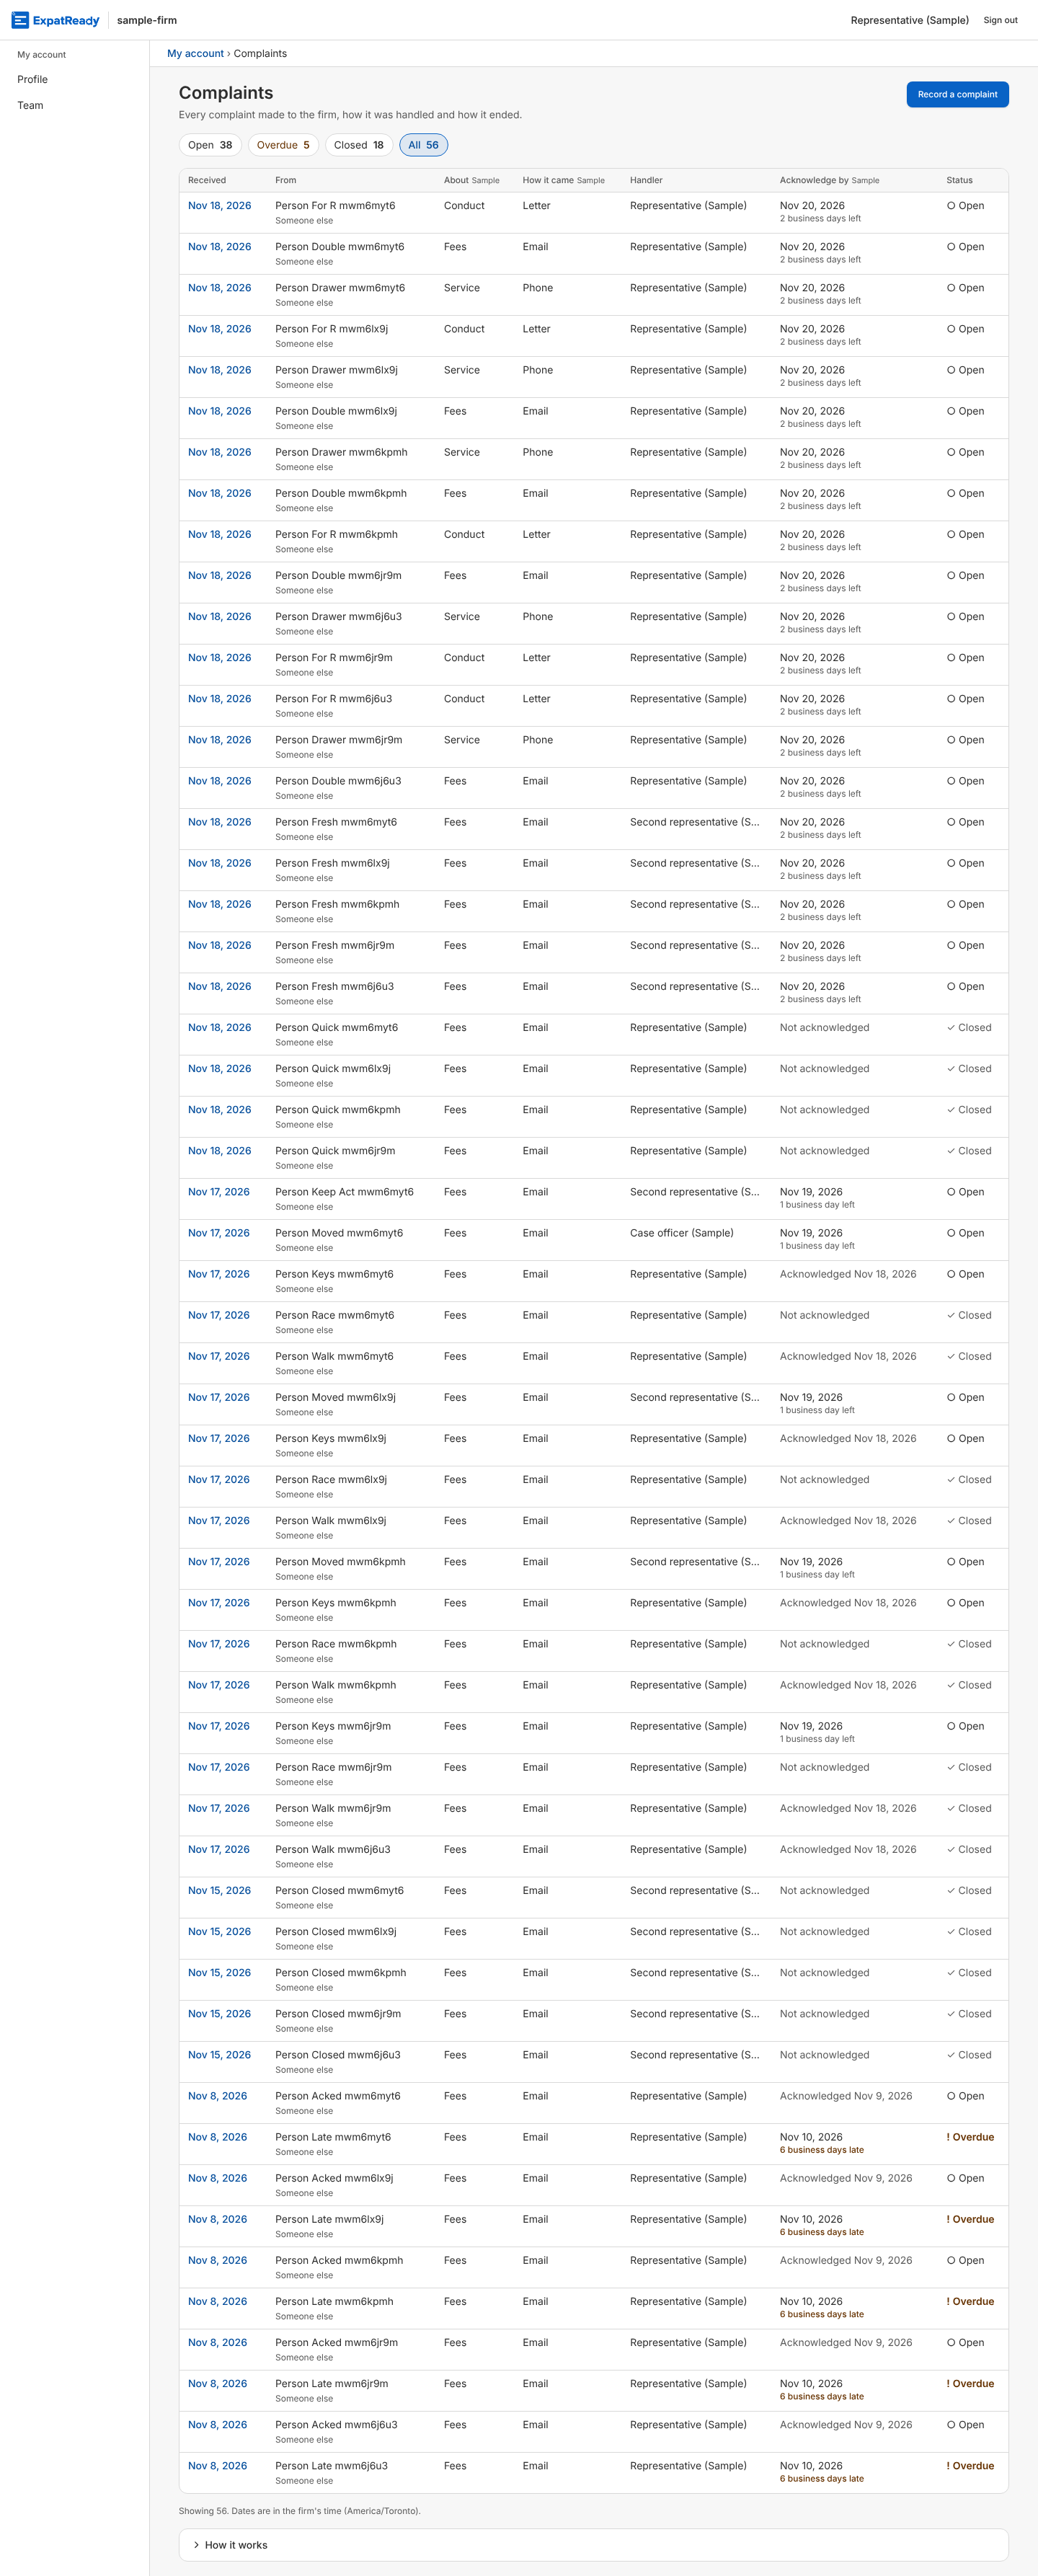 ExpatReady sample-firm Representative (Sample) Sign out
My account
Profile
Team
My account › Complaints
Complaints
Record a complaint
Every complaint made to the firm, how it was handled and how it ended.
Open 38 Overdue 5 Closed 18 All 56
Received From About Sample How it came Sample Handler Acknowledge by Sample Status
Nov 18, 2026 Person For R mwm6myt6 Conduct Letter Representative (Sample) Nov 20, 2026 Open
Someone else 2 business days left
Nov 18, 2026 Person Double mwm6myt6 Fees Email Representative (Sample) Nov 20, 2026 Open
Someone else 2 business days left
Nov 18, 2026 Person Drawer mwm6myt6 Service Phone Representative (Sample) Nov 20, 2026 Open
Someone else 2 business days left
Nov 18, 2026 Person For R mwm6lx9j Conduct Letter Representative (Sample) Nov 20, 2026 Open
Someone else 2 business days left
Nov 18, 2026 Person Drawer mwm6lx9j Service Phone Representative (Sample) Nov 20, 2026 Open
Someone else 2 business days left
Nov 18, 2026 Person Double mwm6lx9j Fees Email Representative (Sample) Nov 20, 2026 Open
Someone else 2 business days left
Nov 18, 2026 Person Drawer mwm6kpmh Service Phone Representative (Sample) Nov 20, 2026 Open
Someone else 2 business days left
Nov 18, 2026 Person Double mwm6kpmh Fees Email Representative (Sample) Nov 20, 2026 Open
Someone else 2 business days left
Nov 18, 2026 Person For R mwm6kpmh Conduct Letter Representative (Sample) Nov 20, 2026 Open
Someone else 2 business days left
Nov 18, 2026 Person Double mwm6jr9m Fees Email Representative (Sample) Nov 20, 2026 Open
Someone else 2 business days left
Nov 18, 2026 Person Drawer mwm6j6u3 Service Phone Representative (Sample) Nov 20, 2026 Open
Someone else 2 business days left
Nov 18, 2026 Person For R mwm6jr9m Conduct Letter Representative (Sample) Nov 20, 2026 Open
Someone else 2 business days left
Nov 18, 2026 Person For R mwm6j6u3 Conduct Letter Representative (Sample) Nov 20, 2026 Open
Someone else 2 business days left
Nov 18, 2026 Person Drawer mwm6jr9m Service Phone Representative (Sample) Nov 20, 2026 Open
Someone else 2 business days left
Nov 18, 2026 Person Double mwm6j6u3 Fees Email Representative (Sample) Nov 20, 2026 Open
Someone else 2 business days left
Nov 18, 2026 Person Fresh mwm6myt6 Fees Email Second representative (S... Nov 20, 2026 Open
Someone else 2 business days left
Nov 18, 2026 Person Fresh mwm6lx9j Fees Email Second representative (S... Nov 20, 2026 Open
Someone else 2 business days left
Nov 18, 2026 Person Fresh mwm6kpmh Fees Email Second representative (S... Nov 20, 2026 Open
Someone else 2 business days left
Nov 18, 2026 Person Fresh mwm6jr9m Fees Email Second representative (S... Nov 20, 2026 Open
Someone else 2 business days left
Nov 18, 2026 Person Fresh mwm6j6u3 Fees Email Second representative (S... Nov 20, 2026 Open
Someone else 2 business days left
Nov 18, 2026 Person Quick mwm6myt6 Fees Email Representative (Sample) Not acknowledged ✓ Closed
Someone else
Nov 18, 2026 Person Quick mwm6lx9j Fees Email Representative (Sample) Not acknowledged ✓ Closed
Someone else
Nov 18, 2026 Person Quick mwm6kpmh Fees Email Representative (Sample) Not acknowledged ✓ Closed
Someone else
Nov 18, 2026 Person Quick mwm6jr9m Fees Email Representative (Sample) Not acknowledged ✓ Closed
Someone else
Nov 17, 2026 Person Keep Act mwm6myt6 Fees Email Second representative (S... Nov 19, 2026 Open
Someone else 1 business day left
Nov 17, 2026 Person Moved mwm6myt6 Fees Email Case officer (Sample) Nov 19, 2026 Open
Someone else 1 business day left
Nov 17, 2026 Person Keys mwm6myt6 Fees Email Representative (Sample) Acknowledged Nov 18, 2026 Open
Someone else
Nov 17, 2026 Person Race mwm6myt6 Fees Email Representative (Sample) Not acknowledged ✓ Closed
Someone else
Nov 17, 2026 Person Walk mwm6myt6 Fees Email Representative (Sample) Acknowledged Nov 18, 2026 ✓ Closed
Someone else
Nov 17, 2026 Person Moved mwm6lx9j Fees Email Second representative (S... Nov 19, 2026 Open
Someone else 1 business day left
Nov 17, 2026 Person Keys mwm6lx9j Fees Email Representative (Sample) Acknowledged Nov 18, 2026 Open
Someone else
Nov 17, 2026 Person Race mwm6lx9j Fees Email Representative (Sample) Not acknowledged ✓ Closed
Someone else
Nov 17, 2026 Person Walk mwm6lx9j Fees Email Representative (Sample) Acknowledged Nov 18, 2026 ✓ Closed
Someone else
Nov 17, 2026 Person Moved mwm6kpmh Fees Email Second representative (S... Nov 19, 2026 Open
Someone else 1 business day left
Nov 17, 2026 Person Keys mwm6kpmh Fees Email Representative (Sample) Acknowledged Nov 18, 2026 Open
Someone else
Nov 17, 2026 Person Race mwm6kpmh Fees Email Representative (Sample) Not acknowledged ✓ Closed
Someone else
Nov 17, 2026 Person Walk mwm6kpmh Fees Email Representative (Sample) Acknowledged Nov 18, 2026 ✓ Closed
Someone else
Nov 17, 2026 Person Keys mwm6jr9m Fees Email Representative (Sample) Nov 19, 2026 Open
Someone else 1 business day left
Nov 17, 2026 Person Race mwm6jr9m Fees Email Representative (Sample) Not acknowledged ✓ Closed
Someone else
Nov 17, 2026 Person Walk mwm6jr9m Fees Email Representative (Sample) Acknowledged Nov 18, 2026 ✓ Closed
Someone else
Nov 17, 2026 Person Walk mwm6j6u3 Fees Email Representative (Sample) Acknowledged Nov 18, 2026 ✓ Closed
Someone else
Nov 15, 2026 Person Closed mwm6myt6 Fees Email Second representative (S... Not acknowledged ✓ Closed
Someone else
Nov 15, 2026 Person Closed mwm6lx9j Fees Email Second representative (S... Not acknowledged ✓ Closed
Someone else
Nov 15, 2026 Person Closed mwm6kpmh Fees Email Second representative (S... Not acknowledged ✓ Closed
Someone else
Nov 15, 2026 Person Closed mwm6jr9m Fees Email Second representative (S... Not acknowledged ✓ Closed
Someone else
Nov 15, 2026 Person Closed mwm6j6u3 Fees Email Second representative (S... Not acknowledged ✓ Closed
Someone else
Nov 8, 2026 Person Acked mwm6myt6 Fees Email Representative (Sample) Acknowledged Nov 9, 2026 Open
Someone else
Nov 8, 2026 Person Late mwm6myt6 Fees Email Representative (Sample) Nov 10, 2026 ! Overdue
Someone else 6 business days late
Nov 8, 2026 Person Acked mwm6lx9j Fees Email Representative (Sample) Acknowledged Nov 9, 2026 Open
Someone else
Nov 8, 2026 Person Late mwm6lx9j Fees Email Representative (Sample) Nov 10, 2026 ! Overdue
Someone else 6 business days late
Nov 8, 2026 Person Acked mwm6kpmh Fees Email Representative (Sample) Acknowledged Nov 9, 2026 Open
Someone else
Nov 8, 2026 Person Late mwm6kpmh Fees Email Representative (Sample) Nov 10, 2026 ! Overdue
Someone else 6 business days late
Nov 8, 2026 Person Acked mwm6jr9m Fees Email Representative (Sample) Acknowledged Nov 9, 2026 Open
Someone else
Nov 8, 2026 Person Late mwm6jr9m Fees Email Representative (Sample) Nov 10, 2026 ! Overdue
Someone else 6 business days late
Nov 8, 2026 Person Acked mwm6j6u3 Fees Email Representative (Sample) Acknowledged Nov 9, 2026 Open
Someone else
Nov 8, 2026 Person Late mwm6j6u3 Fees Email Representative (Sample) Nov 10, 2026 ! Overdue
Someone else 6 business days late
Showing 56. Dates are in the firm's time (America/Toronto).
How it works